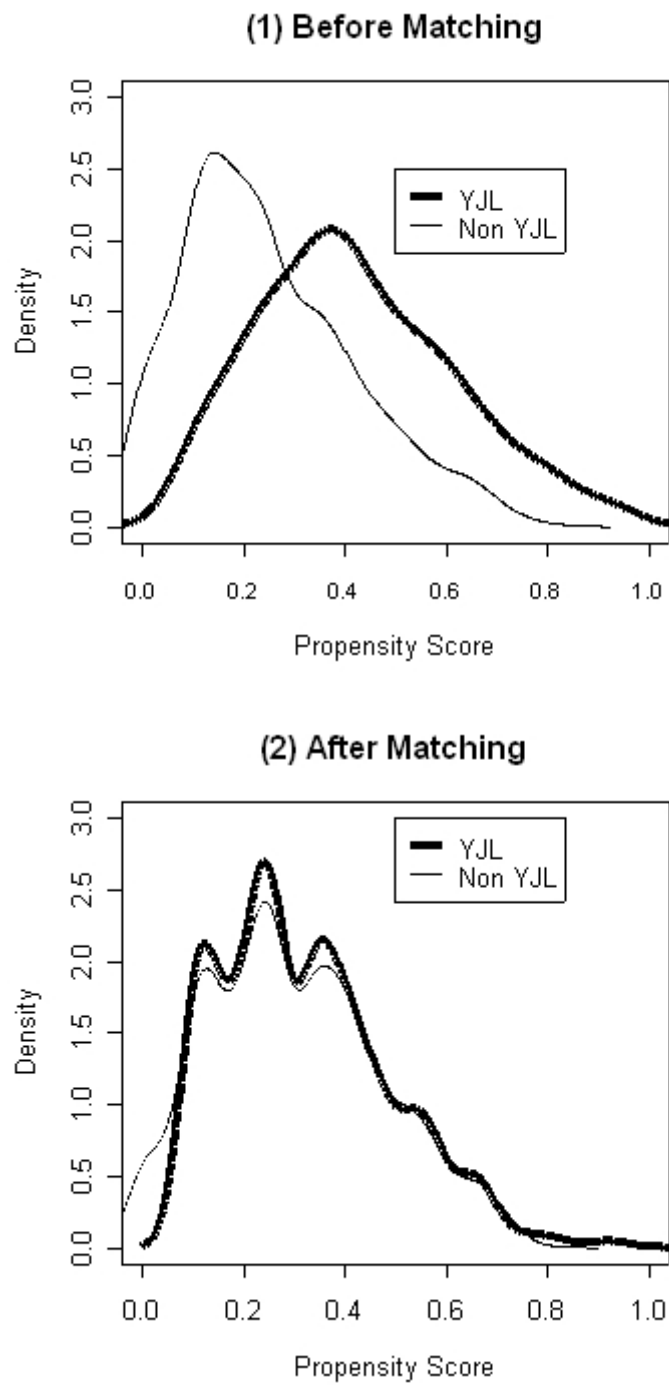 (1) Before Matching
3.0
2.5
2.0
1.5
1.0
0.5
0.0
Density
YJL
Non YJL
0.0 0.2 0.4 0.6 0.8 1.0
Propensity Score
(2) After Matching
3.0
2.5
2.0
1.5
1.0
0.5
0.0
Density
YJL
Non YJL
0.0 0.2 0.4 0.6 0.8 1.0
Propensity Score